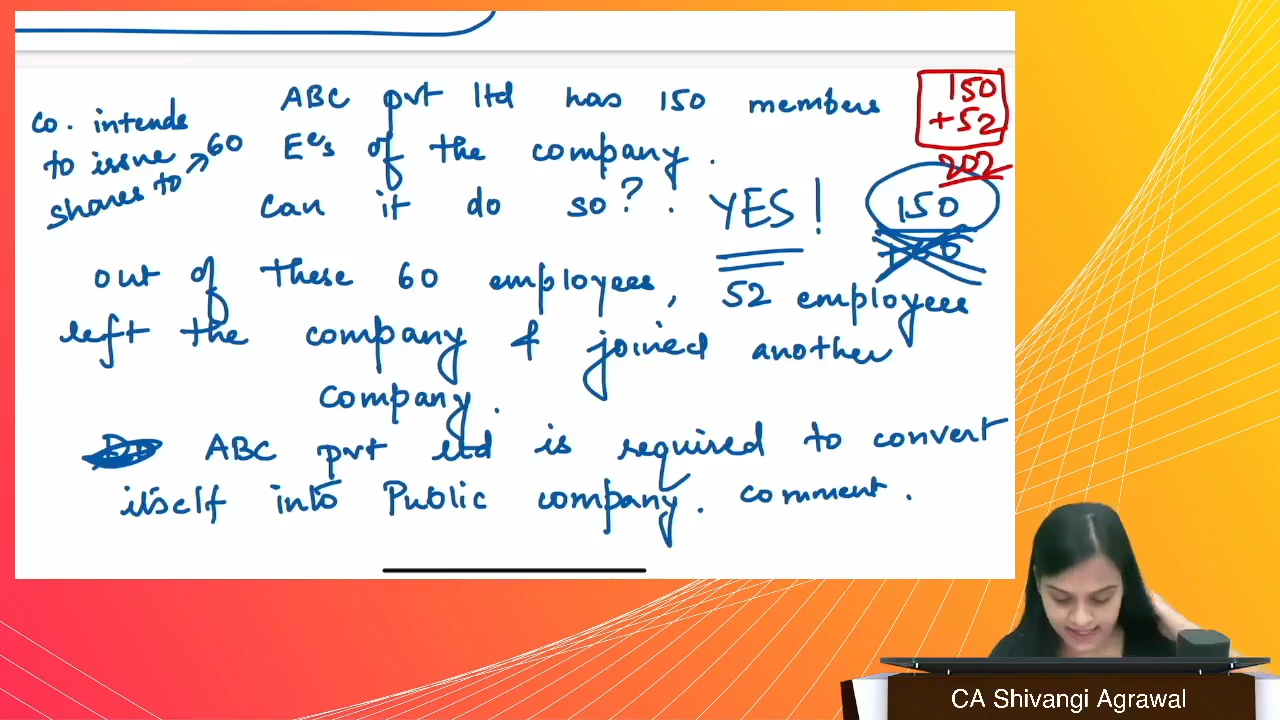 ABC pvt ltd has 150 members
co. intends
to issue
shares to
60 Ees of the company.
can it do so? YES!
150
+52
202
150
out of these 60 employees, 52 employees
left the company & joined another
company.
ABC pvt ltd is required to convert
itself into Public company. comment.
CA Shivangi Agrawal